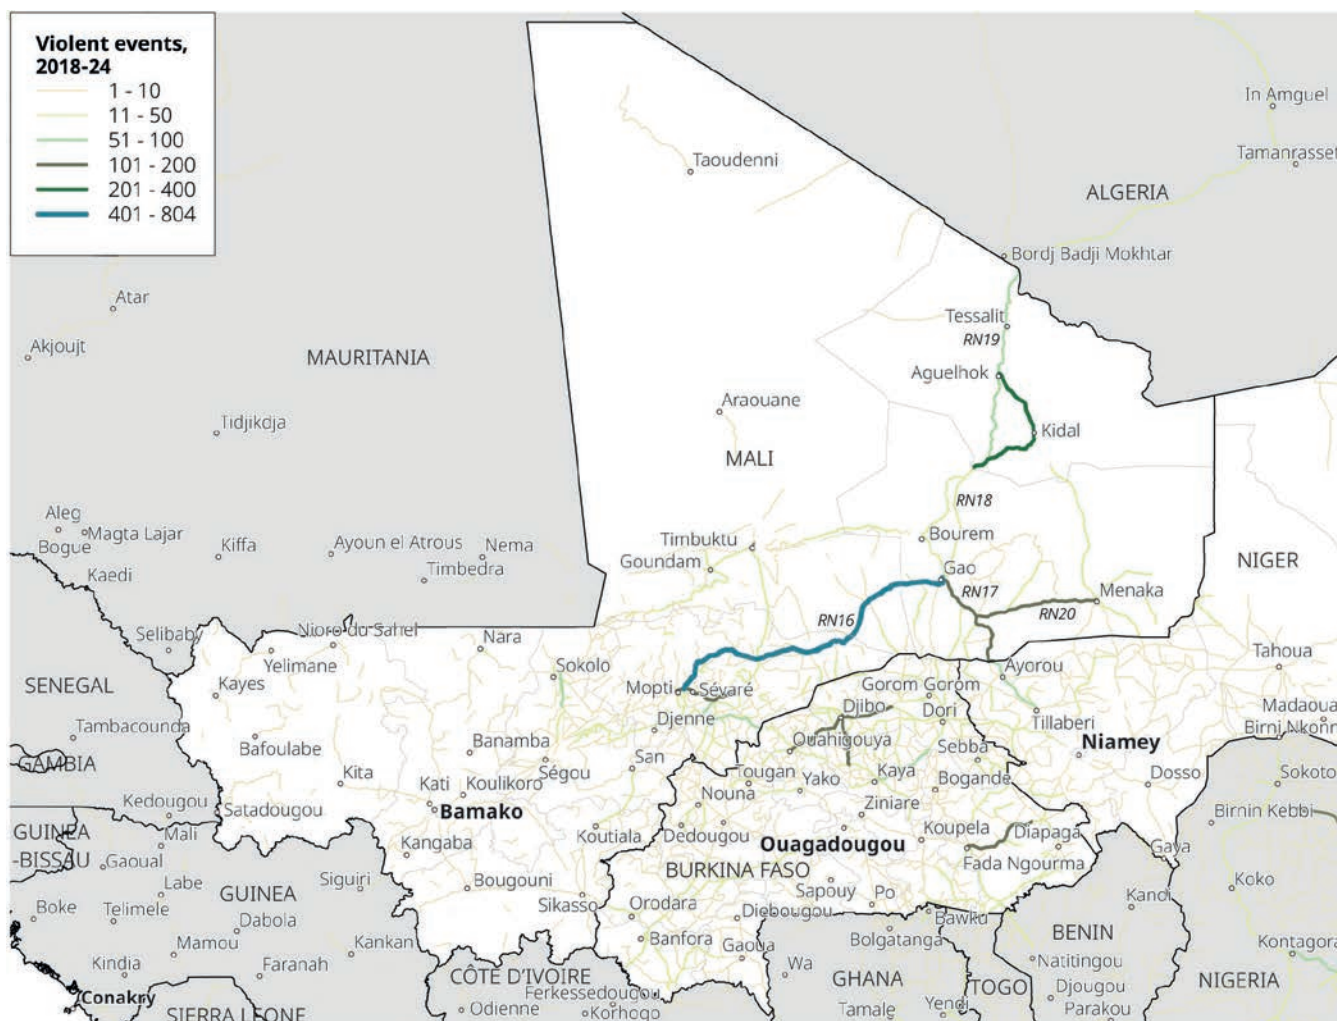 Violent events,
2018-24
1 - 10
11 - 50
51 - 100
101 - 200
201 - 400
401 - 804
In Amguel
Tamanrasset
Taoudenni
ALGERIA
Bordj Badji Mokhtar
Atar
Tessalit
RN19
Akjoujt
MAURITANIA
Aguelhok
Araouane
Tidjikdja
Kidal
MALI
RN18
Aleg
Magta Lajar
Bogue
Kiffa
Ayoun el Atrous
Nema
Timbuktu
Bourem
Kaedi
Timbedra
Goundam
Gao
NIGER
RN17
Menaka
RN16
RN20
Selibaby
Nioro du Sahel
Nara
Yelimane
Sokolo
Ayorou
Tahoua
SENEGAL
Kayes
Mopti
Sévaré
Gorom Gorom
Djibo
Dori
Tillaberi
Madaoua
Tambacounda
Djenne
Birni Nkonni
Bafoulabe
Banamba
Ouahigouya
Sebba
Niamey
GAMBIA
San
Ségou
Kita
Kati
Koulikoro
Tougan
Yako
Kaya
Bogande
Dosso
Sokoto
Kedougou
Satadougou
Bamako
Nouna
Ziniare
Birnin Kebbi
GUINEA
-BISSAU
Mali
Kangaba
Koutiala
Dedougou
Ouagadougou
Koupela
Diapaga
Gaoual
Fada Ngourma
Gaya
Labe
GUINEA
Siguiri
Bougouni
BURKINA FASO
Sapouy
Po
Kandi
Koko
Boke
Telimele
Dabola
Sikasso
Orodara
Diebougou
Bawku
Mamou
Kankan
Banfora
Gaoua
Bolgatanga
BENIN
Kontagora
Kindia
Faranah
CÔTE D'IVOIRE
Wa
GHANA
TOGO
Natitingou
NIGERIA
Conakry
Ferkessedougou
Djougou
SIERRA LEONE
Odienne
Korhogo
Tamale
Yendi
Parakou